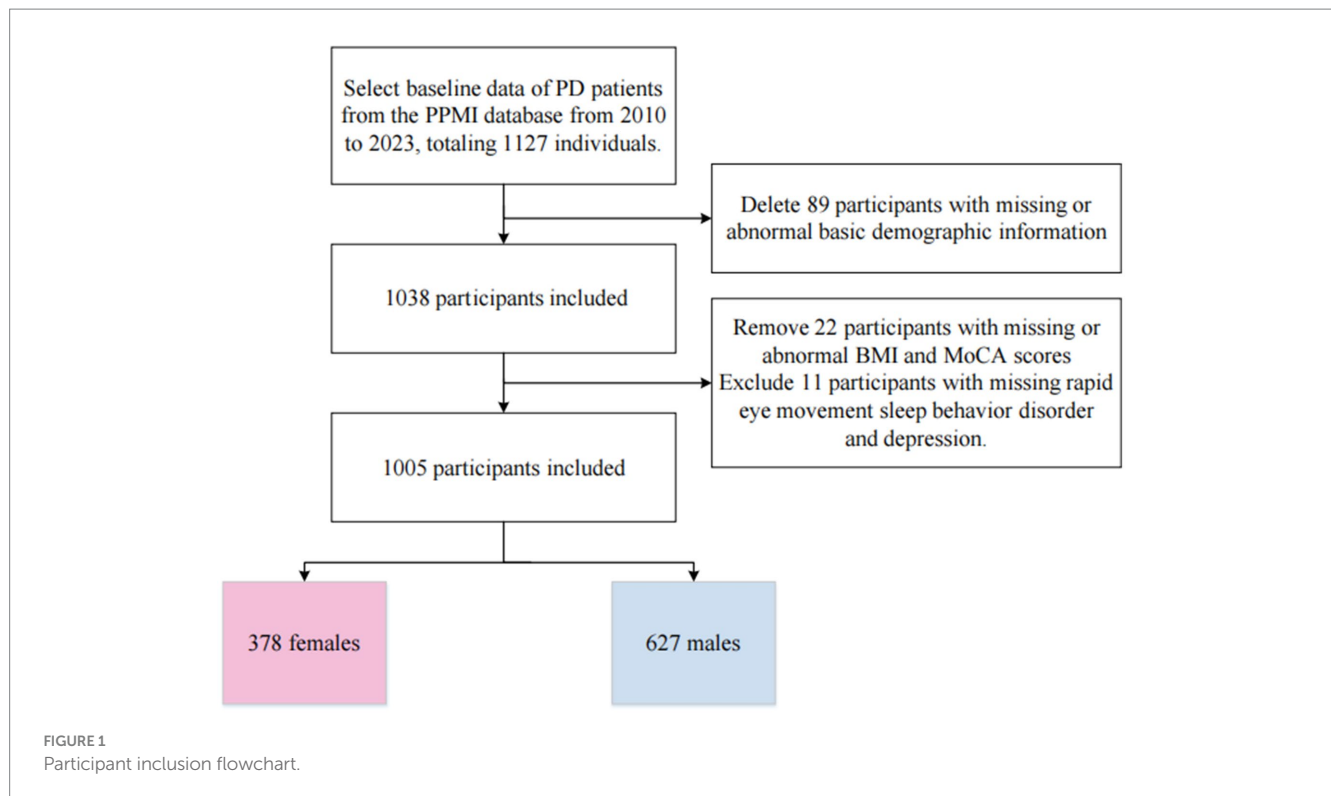 Select baseline data of PD patients
from the PPMI database from 2010
to 2023, totaling 1127 individuals.
Delete 89 participants with missing or
abnormal basic demographic information
1038 participants included
Remove 22 participants with missing or
abnormal BMI and MoCA scores
Exclude 11 participants with missing rapid
eye movement sleep behavior disorder
and depression.
1005 participants included
378 females
627 males
FIGURE 1
Participant inclusion flowchart.